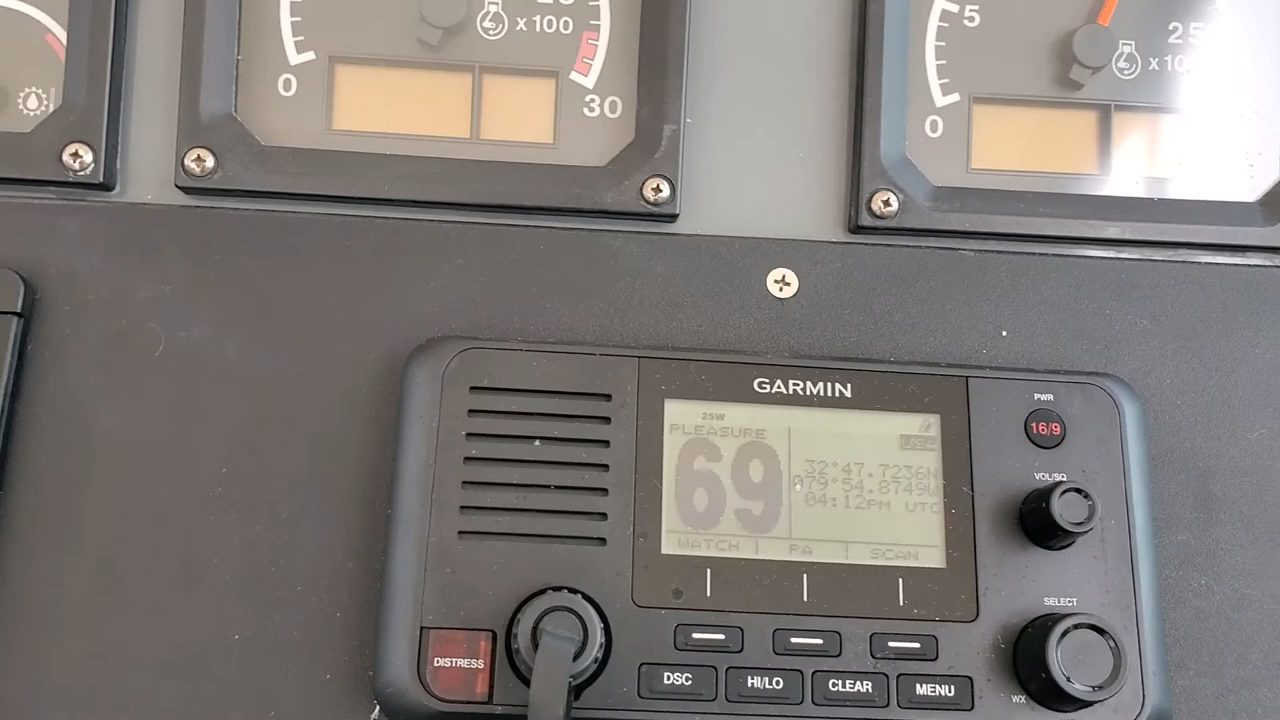 0
x 100
30
5
0
25
GARMIN
25W
PLEASURE
USA
69
32°47.7236N
079°54.8749W
04:12PM UTC
WATCH
PA
SCAN
PWR
16/9
VOL/SQ
SELECT
WX
DISTRESS
DSC
HI/LO
CLEAR
MENU